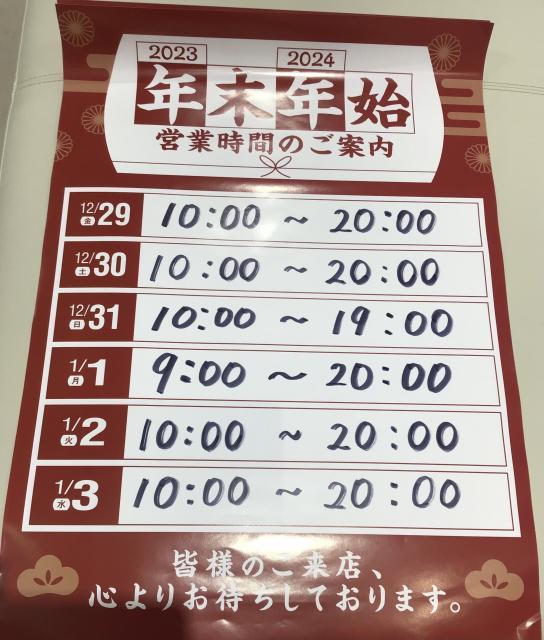 2023 2024
年末年始
営業時間のご案内
12/29 金 10:00 ~ 20:00
12/30 土 10:00 ~ 20:00
12/31 日 10:00 ~ 19:00
1/1 月 9:00 ~ 20:00
1/2 火 10:00 ~ 20:00
1/3 水 10:00 ~ 20:00
皆様のご来店、
心よりお待ちしております。